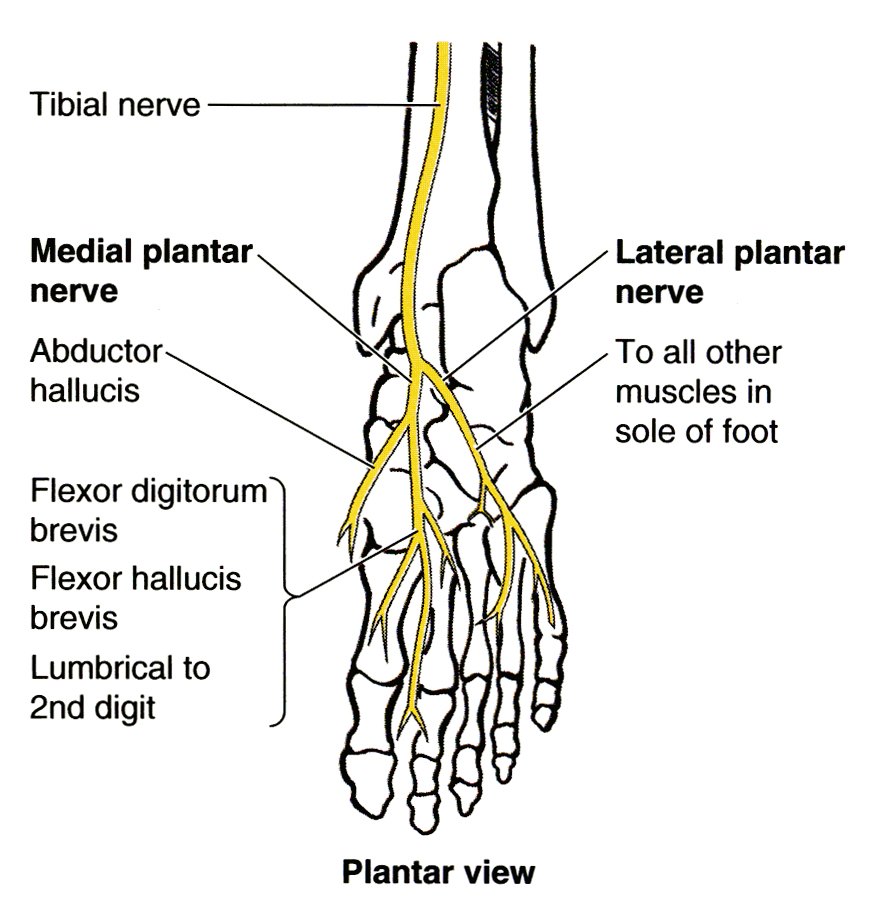 Tibial nerve
Medial plantar
nerve
Abductor
hallucis
Flexor digitorum
brevis
Flexor hallucis
brevis
Lumbrical to
2nd digit
Lateral plantar
nerve
To all other
muscles in
sole of foot
Plantar view